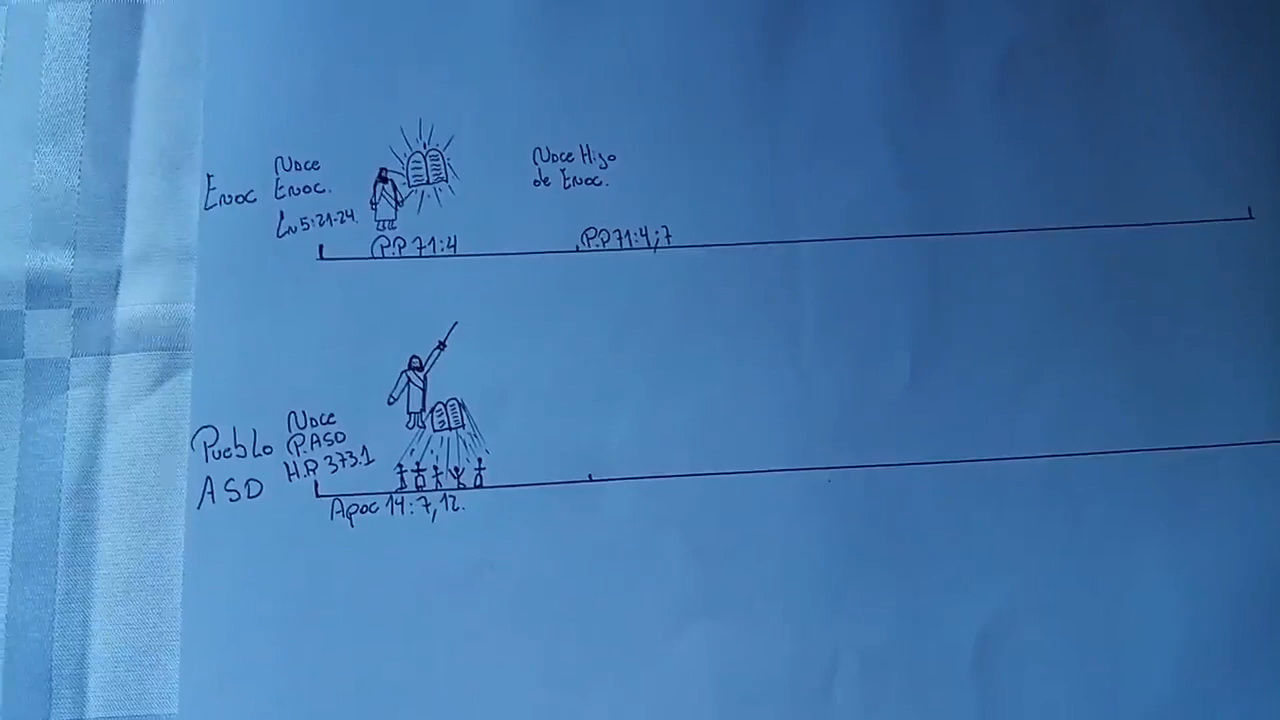 Enoc
Nace
Enoc.
Gn 5:21-24.
P.P 71:4
Nace Hijo
de Enoc.
P.P 71:4;7
Pueblo
ASD
Nace
P.ASD
H.R 373.1
Apoc 14:7,12.